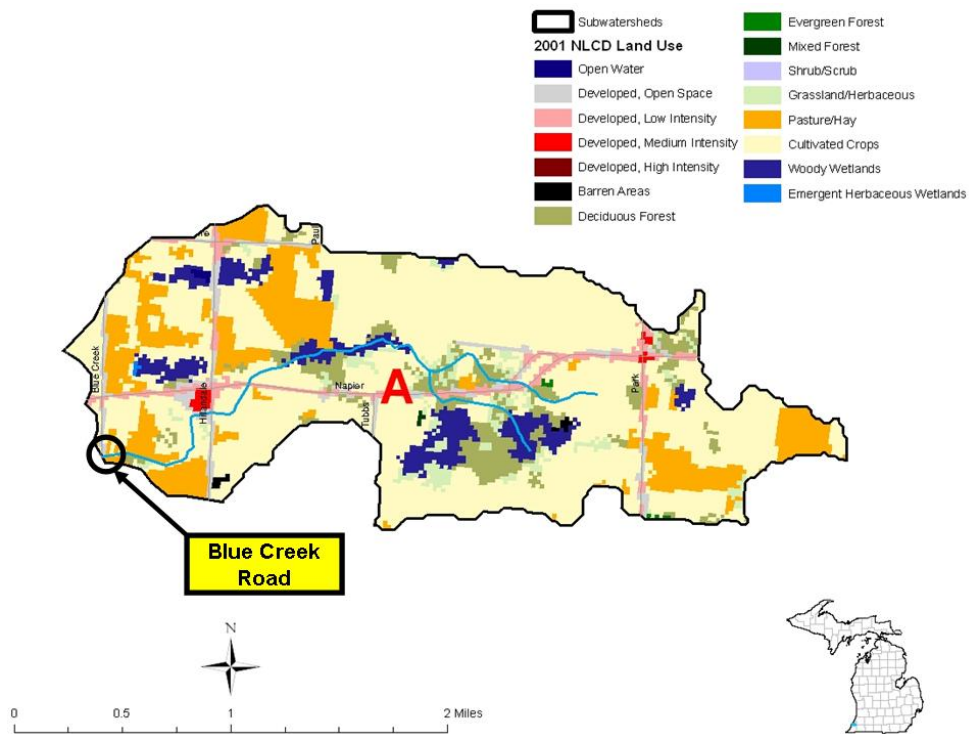 Subwatersheds
2001 NLCD Land Use
Open Water
Developed, Open Space
Developed, Low Intensity
Developed, Medium Intensity
Developed, High Intensity
Barren Areas
Deciduous Forest
Evergreen Forest
Mixed Forest
Shrub/Scrub
Grassland/Herbaceous
Pasture/Hay
Cultivated Crops
Woody Wetlands
Emergent Herbaceous Wetlands
Paul
Blue Creek
Napier
A
Park
Tubbs
Blue Creek
Road
N
0 0.5 1 2 Miles